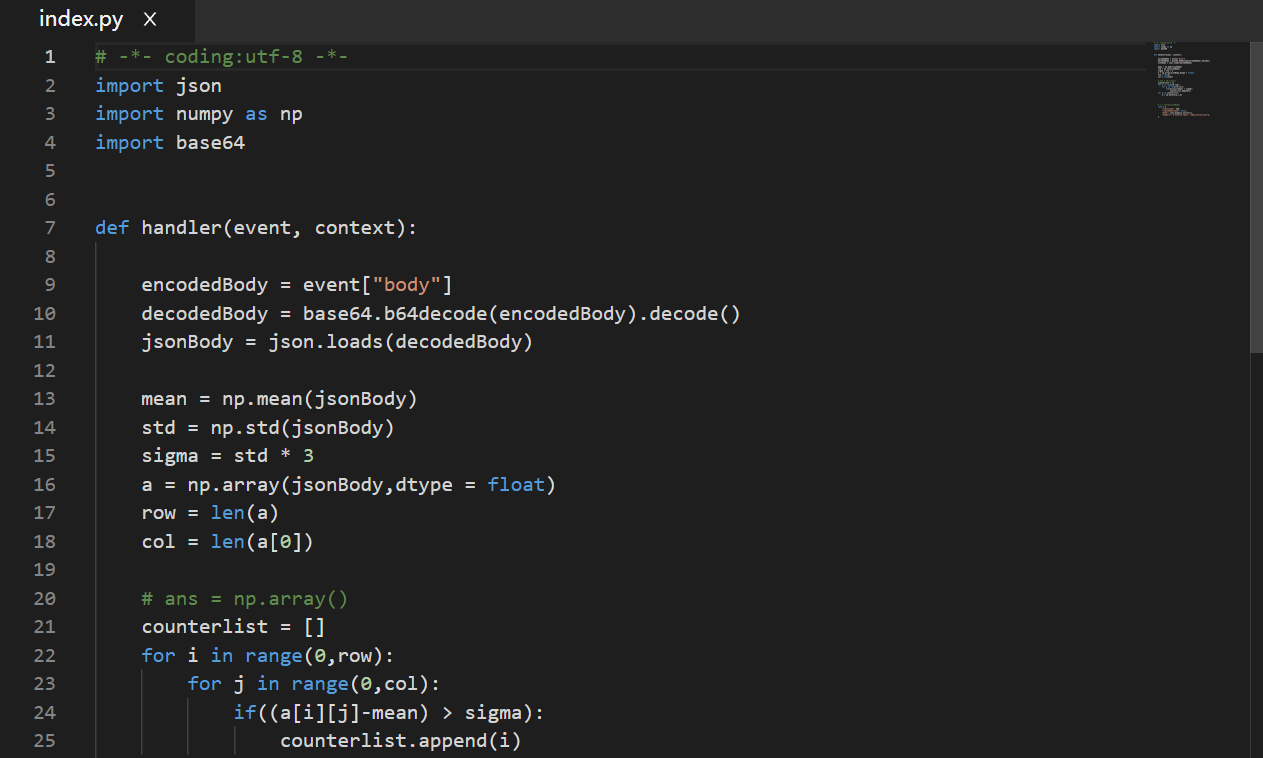 index.py X
1 # -*- coding:utf-8 -*-
2 import json
3 import numpy as np
4 import base64
5
6
7 def handler(event, context):
8
9     encodedBody = event["body"]
10     decodedBody = base64.b64decode(encodedBody).decode()
11     jsonBody = json.loads(decodedBody)
12
13     mean = np.mean(jsonBody)
14     std = np.std(jsonBody)
15     sigma = std * 3
16     a = np.array(jsonBody,dtype = float)
17     row = len(a)
18     col = len(a[0])
19
20     # ans = np.array()
21     counterlist = []
22     for i in range(0,row):
23         for j in range(0,col):
24             if((a[i][j]-mean) > sigma):
25                 counterlist.append(i)